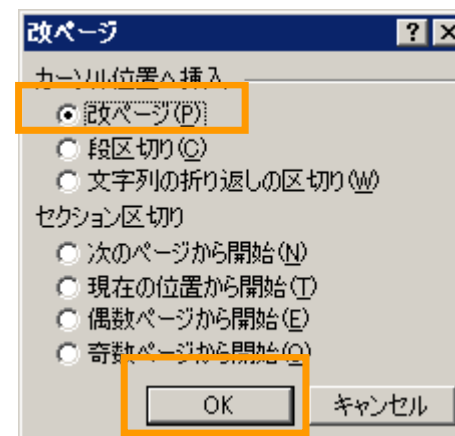 改ページ
カーソル位置へ挿入
改ページ(P)
段区切り(C)
文字列の折り返しの区切り(W)
セクション区切り
次のページから開始(N)
現在の位置から開始(T)
偶数ページから開始(E)
奇数ページから開始(O)
OK キャンセル